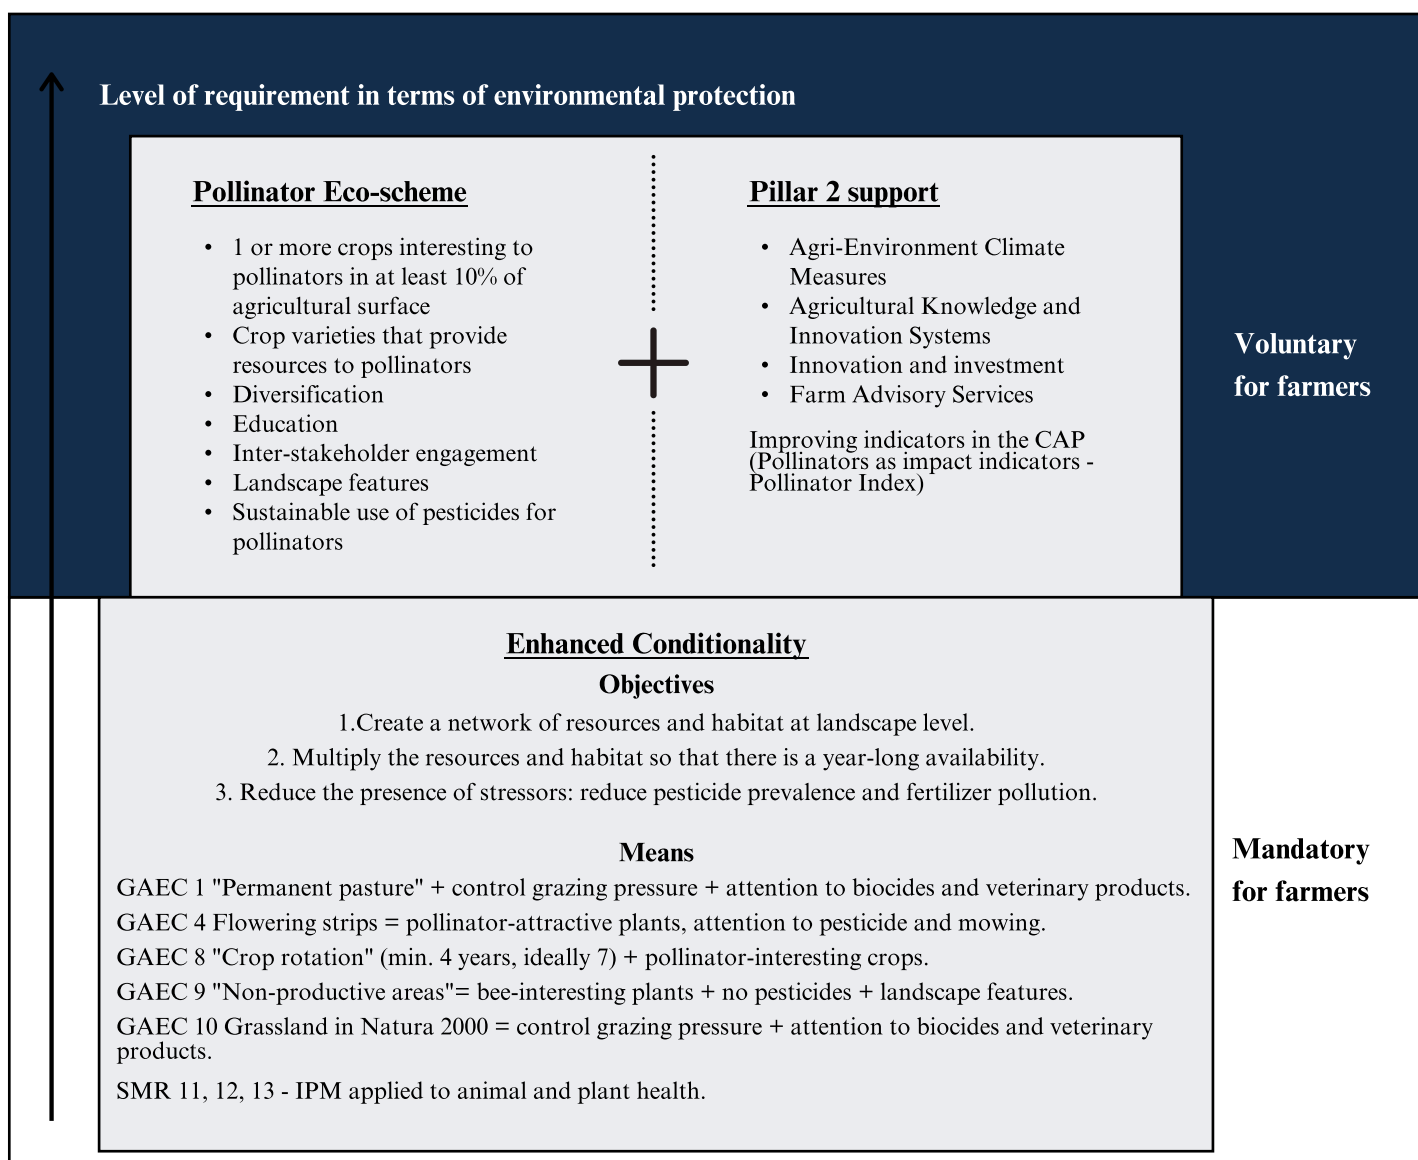 Level of requirement in terms of environmental protection
Pollinator Eco-scheme
• 1 or more crops interesting to
pollinators in at least 10% of
agricultural surface
• Crop varieties that provide
resources to pollinators
• Diversification
• Education
• Inter-stakeholder engagement
• Landscape features
• Sustainable use of pesticides for
pollinators
Pillar 2 support
• Agri-Environment Climate
Measures
• Agricultural Knowledge and
Innovation Systems
• Innovation and investment
• Farm Advisory Services
Improving indicators in the CAP
(Pollinators as impact indicators -
Pollinator Index)
Voluntary
for farmers
Enhanced Conditionality
Objectives
1.Create a network of resources and habitat at landscape level.
2. Multiply the resources and habitat so that there is a year-long availability.
3. Reduce the presence of stressors: reduce pesticide prevalence and fertilizer pollution.
Means
GAEC 1 "Permanent pasture" + control grazing pressure + attention to biocides and veterinary products.
GAEC 4 Flowering strips = pollinator-attractive plants, attention to pesticide and mowing.
GAEC 8 "Crop rotation" (min. 4 years, ideally 7) + pollinator-interesting crops.
GAEC 9 "Non-productive areas"= bee-interesting plants + no pesticides + landscape features.
GAEC 10 Grassland in Natura 2000 = control grazing pressure + attention to biocides and veterinary
products.
SMR 11, 12, 13 - IPM applied to animal and plant health.
Mandatory
for farmers